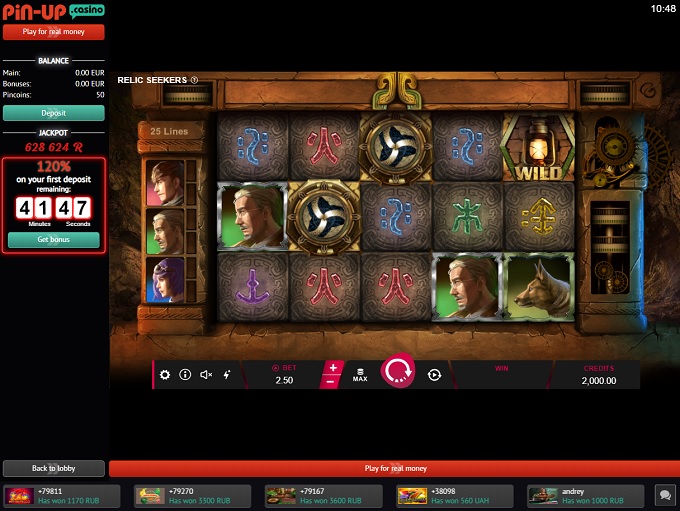 PiN-UP.casino
10:48
Play for real money
BALANCE
Main: 0.00 EUR
Bonuses: 0.00 EUR
Pincoins: 50
Deposit
JACKPOT
628 624 R
120%
on your first deposit
remaining:
41 47
Minutes Seconds
Get bonus
RELIC SEEKERS ?
25 Lines
WILD
BET
2.50
+
−
MAX
WIN
CREDITS
2,000.00
Back to lobby
Play for real money
+79811
Has won 1170 RUB
+79270
Has won 3300 RUB
+79167
Has won 3600 RUB
+38098
Has won 560 UAH
andrey
Has won 1000 RUB